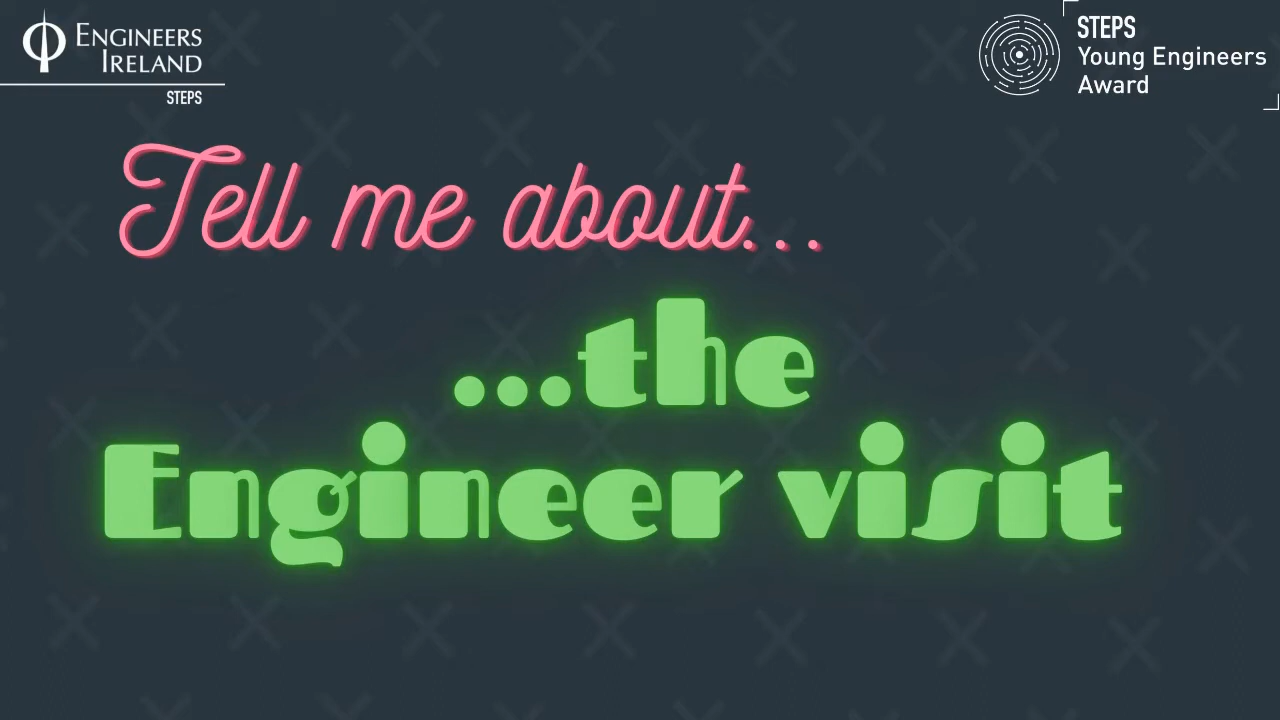 ENGINEERS
IRELAND
STEPS
STEPS
Young Engineers
Award
Tell me about...
...the
Engineer visit